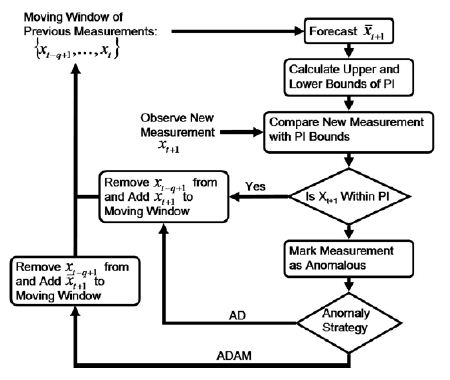 Moving Window of
Previous Measurements:
{x_{t-q+1},...,x_t}
Forecast x̄_{t+1}
Calculate Upper and
Lower Bounds of PI
Observe New
Measurement
x_{t+1}
Compare New Measurement
with PI Bounds
Remove x_{t-q+1} from
and Add x_{t+1} to
Moving Window
Yes
Is X_{t+1} Within PI
Mark Measurement
as Anomalous
Remove x_{t-q+1} from
and Add x̄_{t+1} to
Moving Window
AD
Anomaly
Strategy
ADAM